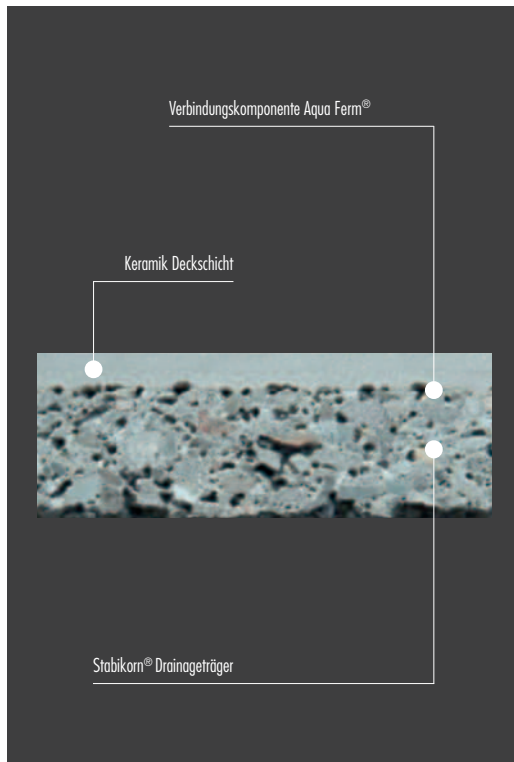 Verbindungskomponente Aqua Ferm®
Keramik Deckschicht
Stabikorn® Drainageträger